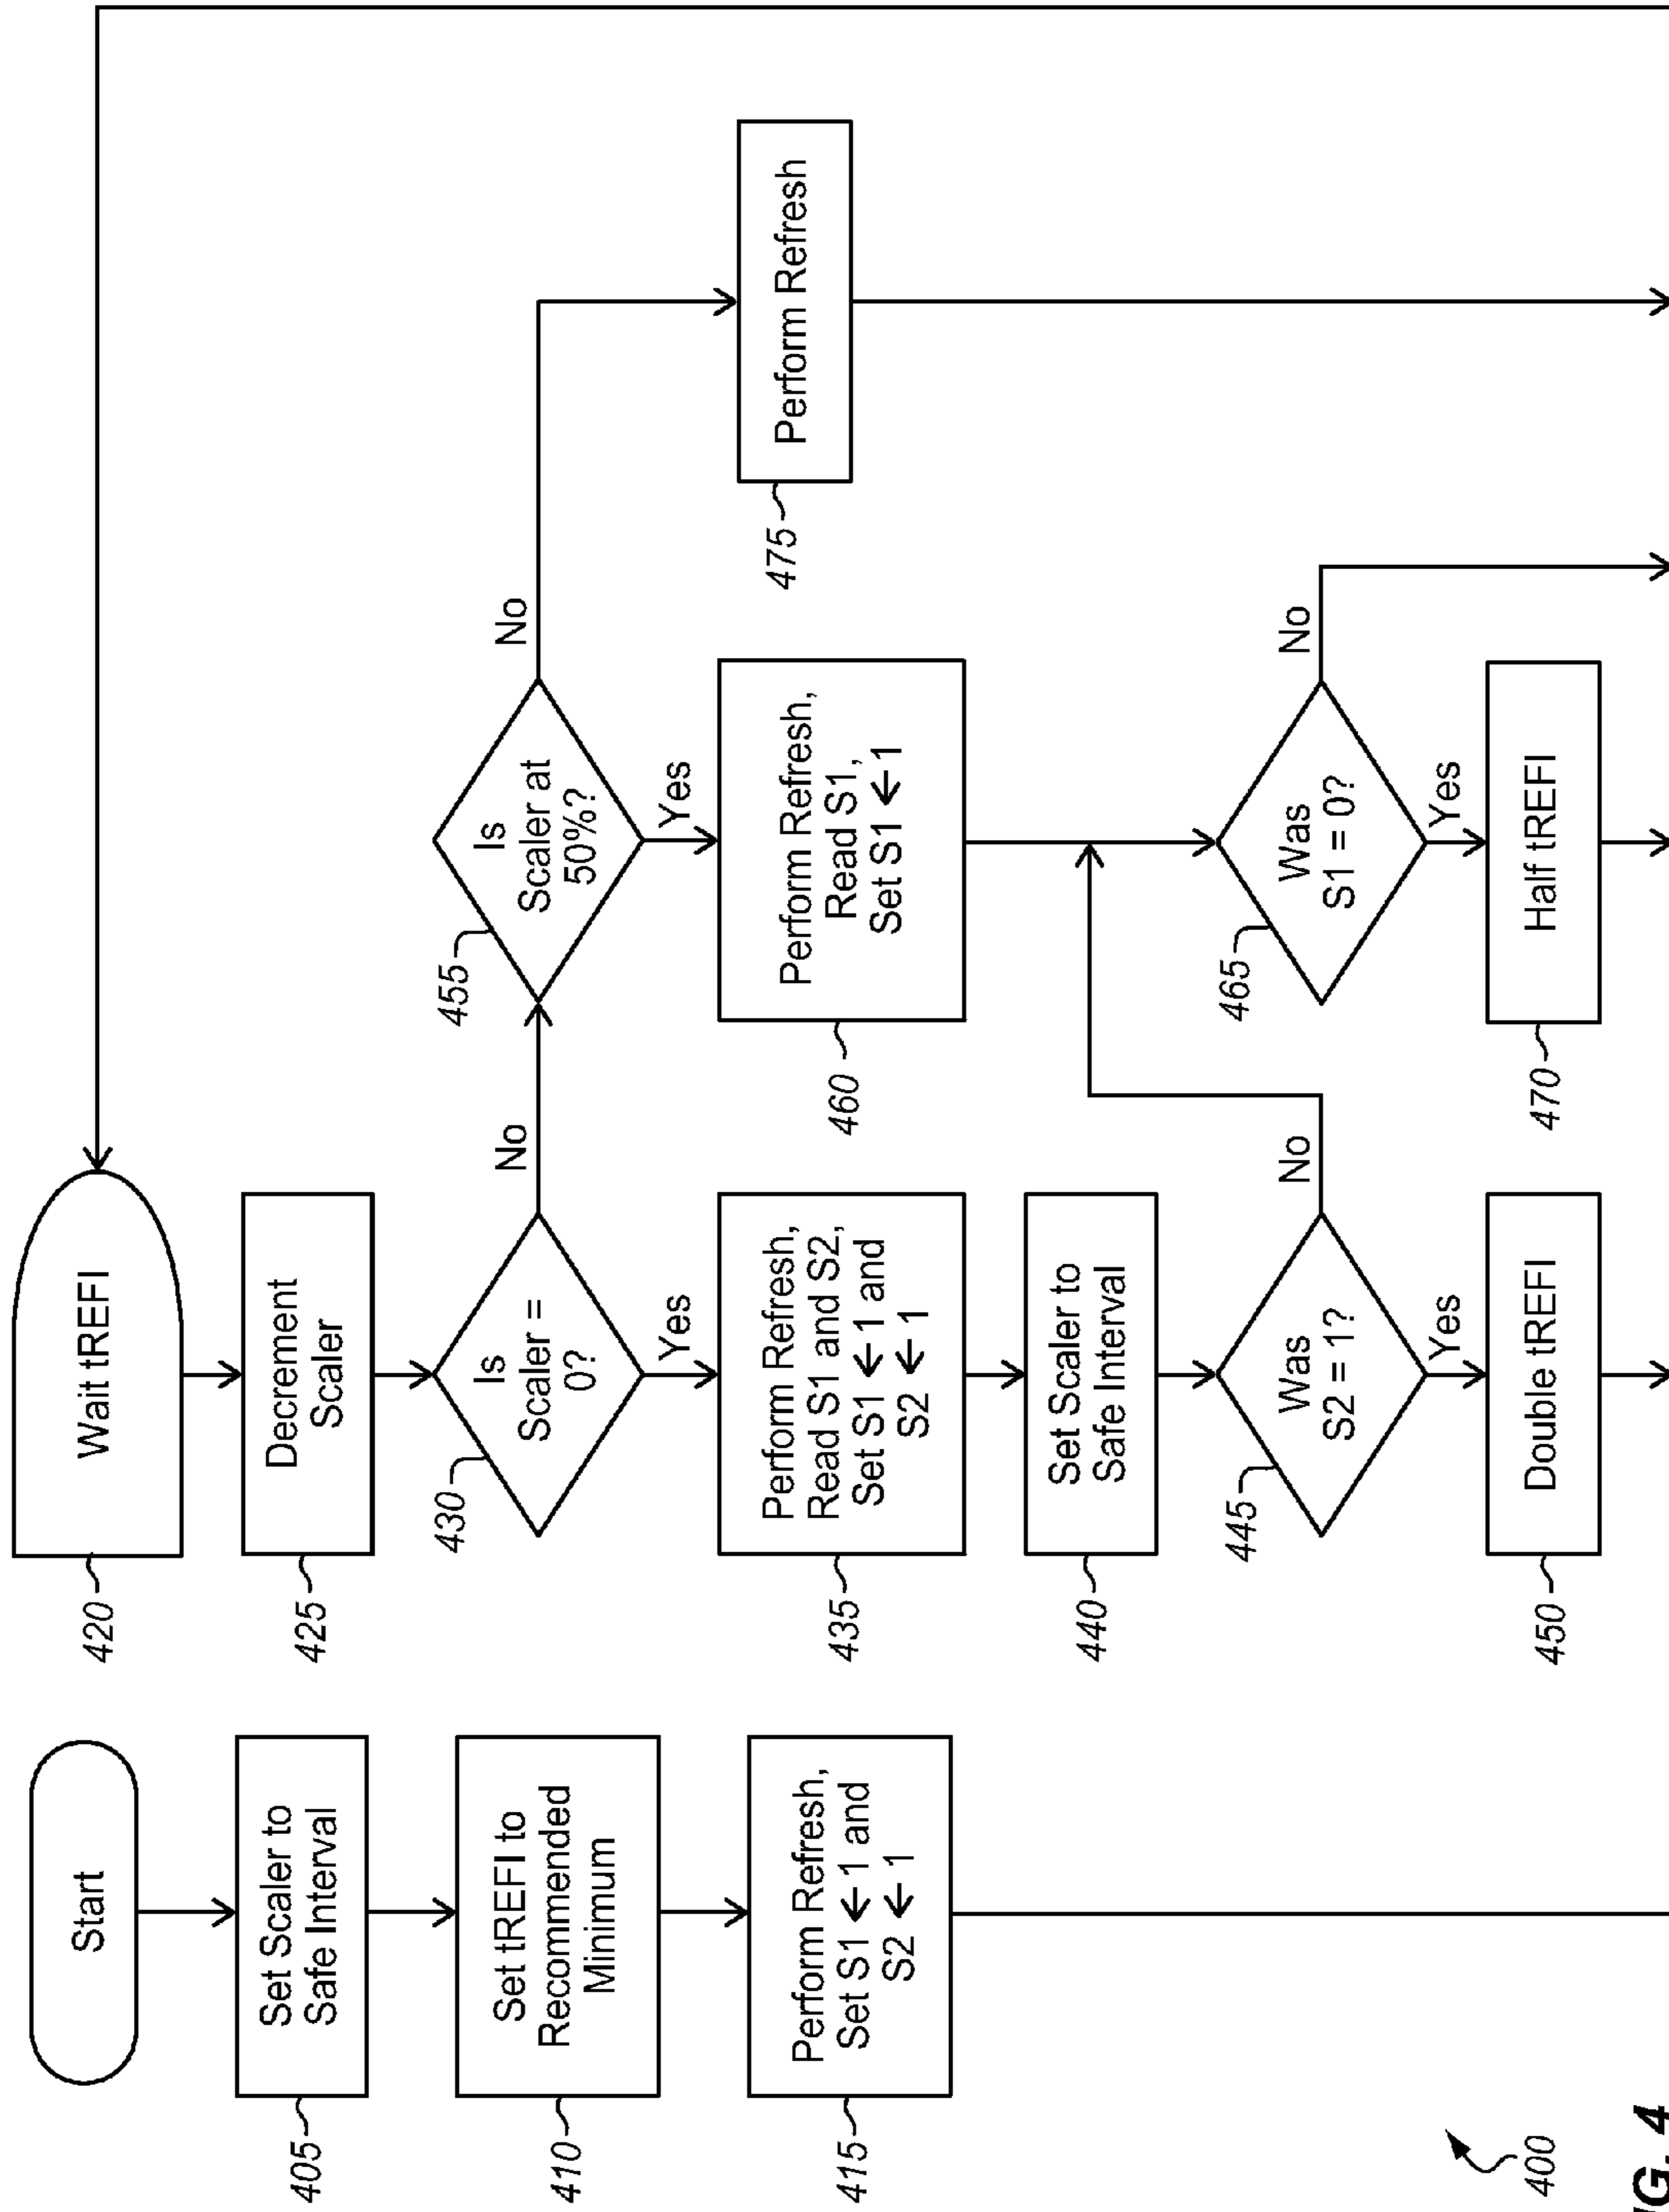 Start
405
Set Scaler to
Safe Interval
410
Set tREFI to
Recommended
Minimum
415
Perform Refresh,
Set S1 ← 1 and
S2 ← 1
420
Wait tREFI
425
Decrement
Scaler
430
Is
Scaler =
0?
No
Yes
435
Perform Refresh,
Read S1 and S2,
Set S1 ← 1 and
S2 ← 1
440
Set Scaler to
Safe Interval
445
Was
S2 = 1?
No
Yes
450
Double tREFI
455
Is
Scaler at
50%?
No
Yes
460
Perform Refresh,
Read S1,
Set S1 ← 1
465
Was
S1 = 0?
No
Yes
470
Half tREFI
475
Perform Refresh
400
IG. 4